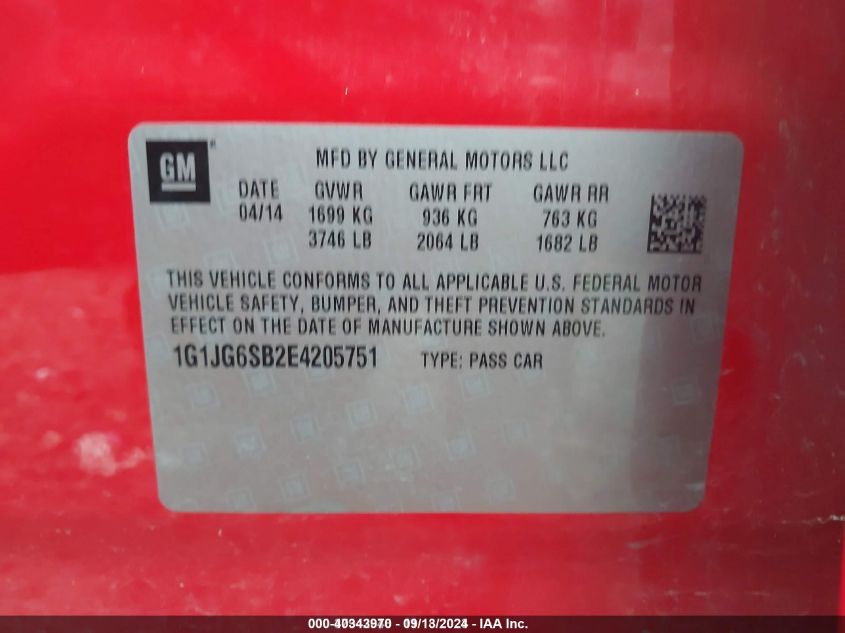 GM
MFD BY GENERAL MOTORS LLC
DATE GVWR GAWR FRT GAWR RR
04/14 1699 KG 936 KG 763 KG
3746 LB 2064 LB 1682 LB
THIS VEHICLE CONFORMS TO ALL APPLICABLE U.S. FEDERAL MOTOR
VEHICLE SAFETY, BUMPER, AND THEFT PREVENTION STANDARDS IN
EFFECT ON THE DATE OF MANUFACTURE SHOWN ABOVE.
1G1JG6SB2E4205751 TYPE: PASS CAR
000-40343970 - 09/18/2024 - IAA Inc.